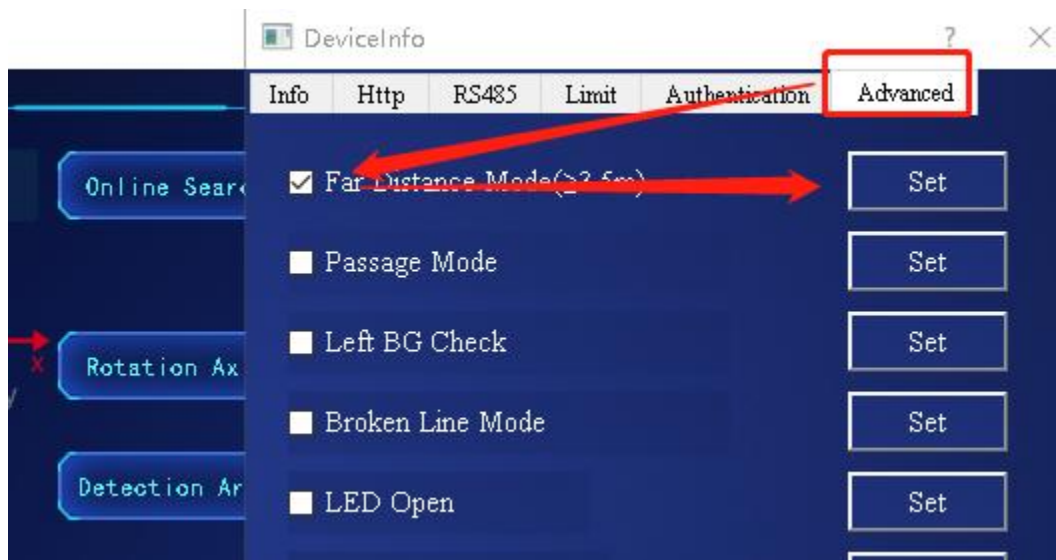 DeviceInfo ? ×
Info Http RS485 Limit Authentication Advanced
Online Sear
Far Distance Mode(≥3.5m) Set
Passage Mode Set
Left BG Check Set
x
y
Rotation Ax
Broken Line Mode Set
Detection Ar
LED Open Set